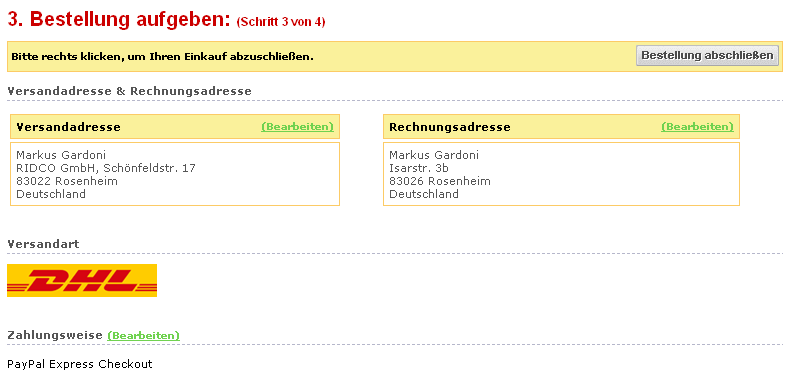 3. Bestellung aufgeben: (Schritt 3 von 4)
Bitte rechts klicken, um Ihren Einkauf abzuschließen.
Bestellung abschließen
Versandadresse & Rechnungsadresse
Versandadresse (Bearbeiten)
Markus Gardoni
RIDCO GmbH, Schönfeldstr. 17
83022 Rosenheim
Deutschland
Rechnungsadresse (Bearbeiten)
Markus Gardoni
Isarstr. 3b
83026 Rosenheim
Deutschland
Versandart
DHL
Zahlungsweise (Bearbeiten)
PayPal Express Checkout